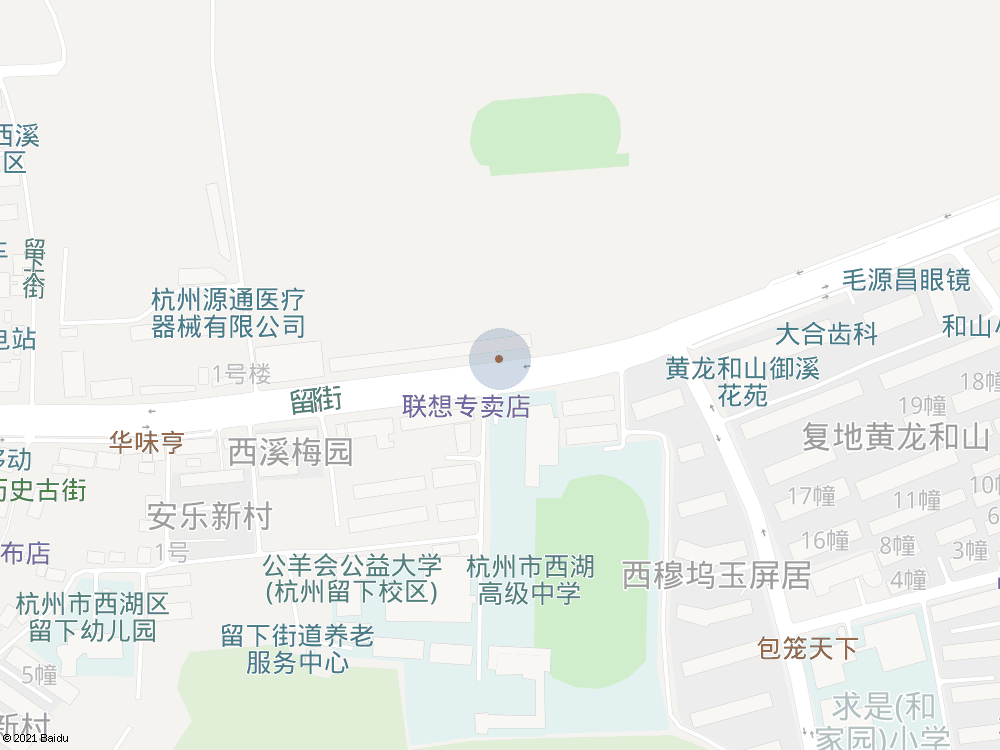 西溪
区
留下街
毛源昌眼镜
杭州源通医疗
器械有限公司
大合齿科
和山
电站
黄龙和山御溪
花苑
1号楼
18幢
留下街
联想专卖店
19幢
华味亨
西溪梅园
复地黄龙和山
移动
历史古街
17幢
11幢
10幢
安乐新村
6
布店
1号
16幢
8幢
3幢
公羊会公益大学
(杭州留下校区)
杭州市西湖
高级中学
西穆坞玉屏居
4幢
杭州市西湖区
留下幼儿园
留下街道养老
服务中心
包笼天下
5幢
新村
求是(和
家园)小学
© 2021 Baidu